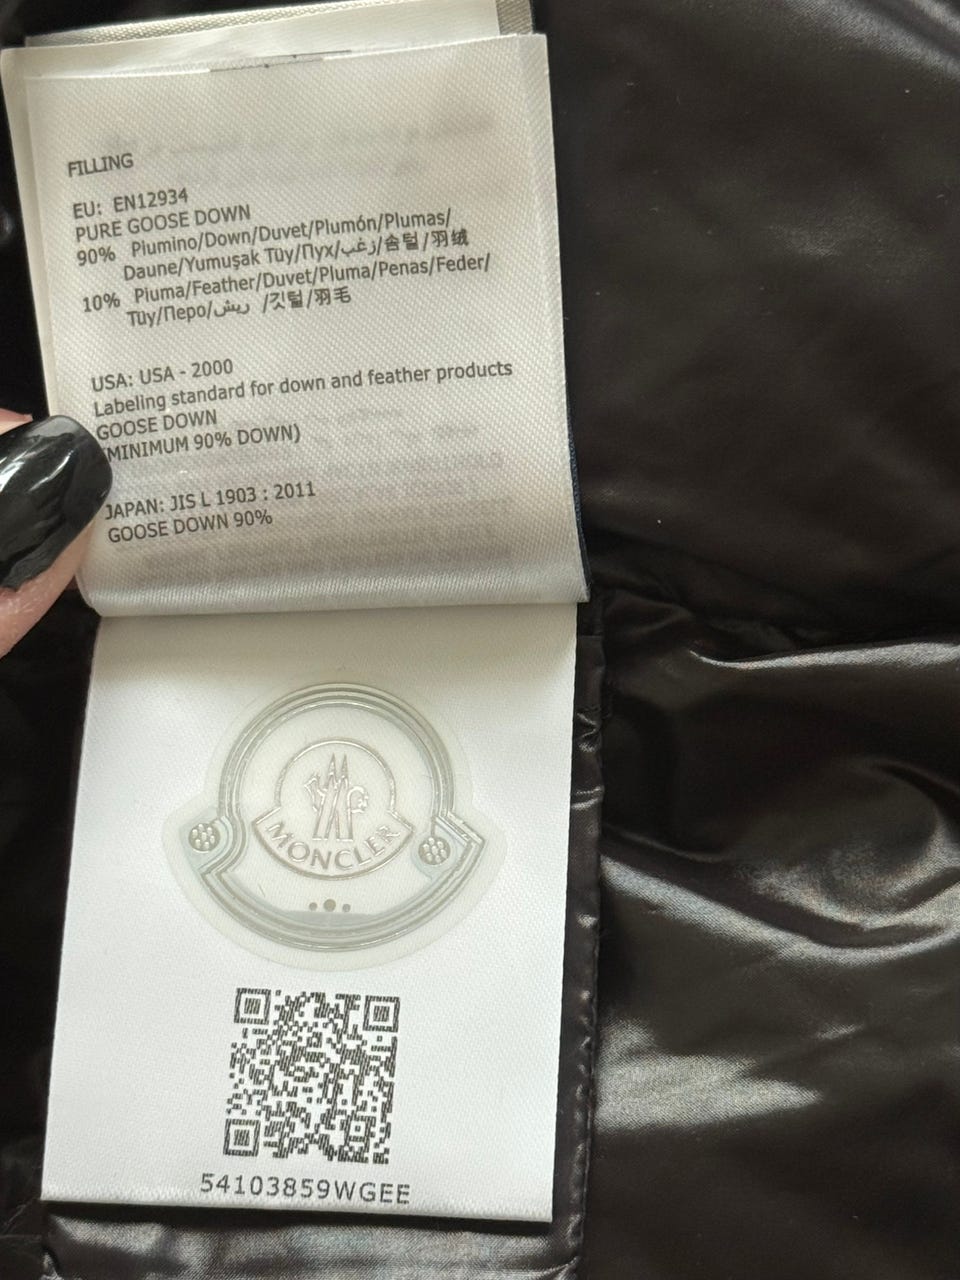 FILLING
EU: EN12934
PURE GOOSE DOWN
90% Plumino/Down/Duvet/Plumón/Plumas/
Daune/Yumuşak Tüy/Пух/زغب/솜털/羽绒
10% Piuma/Feather/Duvet/Pluma/Penas/Feder/
Tüy/Перо/ريش /깃털/羽毛
USA: USA - 2000
Labeling standard for down and feather products
GOOSE DOWN
(MINIMUM 90% DOWN)
JAPAN: JIS L 1903 : 2011
GOOSE DOWN 90%
MONCLER
54103859WGEE